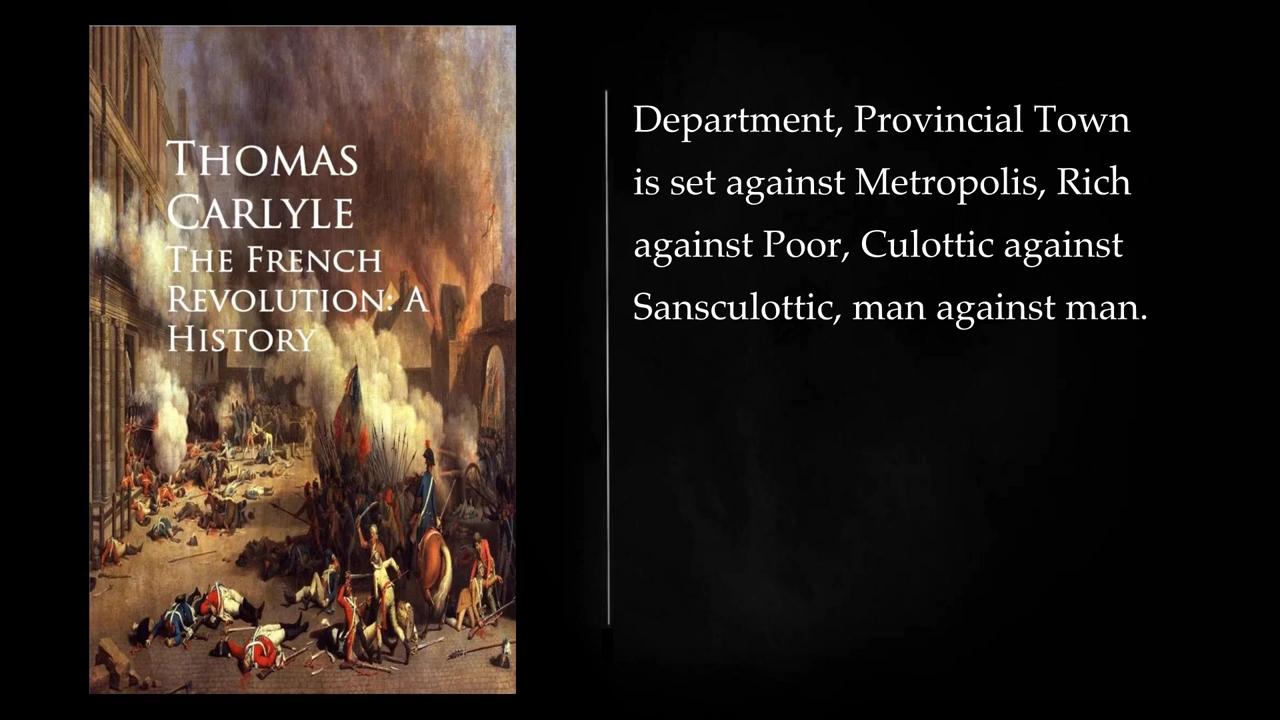 THOMAS
CARLYLE
THE FRENCH
REVOLUTION: A
HISTORY
Department, Provincial Town
is set against Metropolis, Rich
against Poor, Culottic against
Sansculottic, man against man.